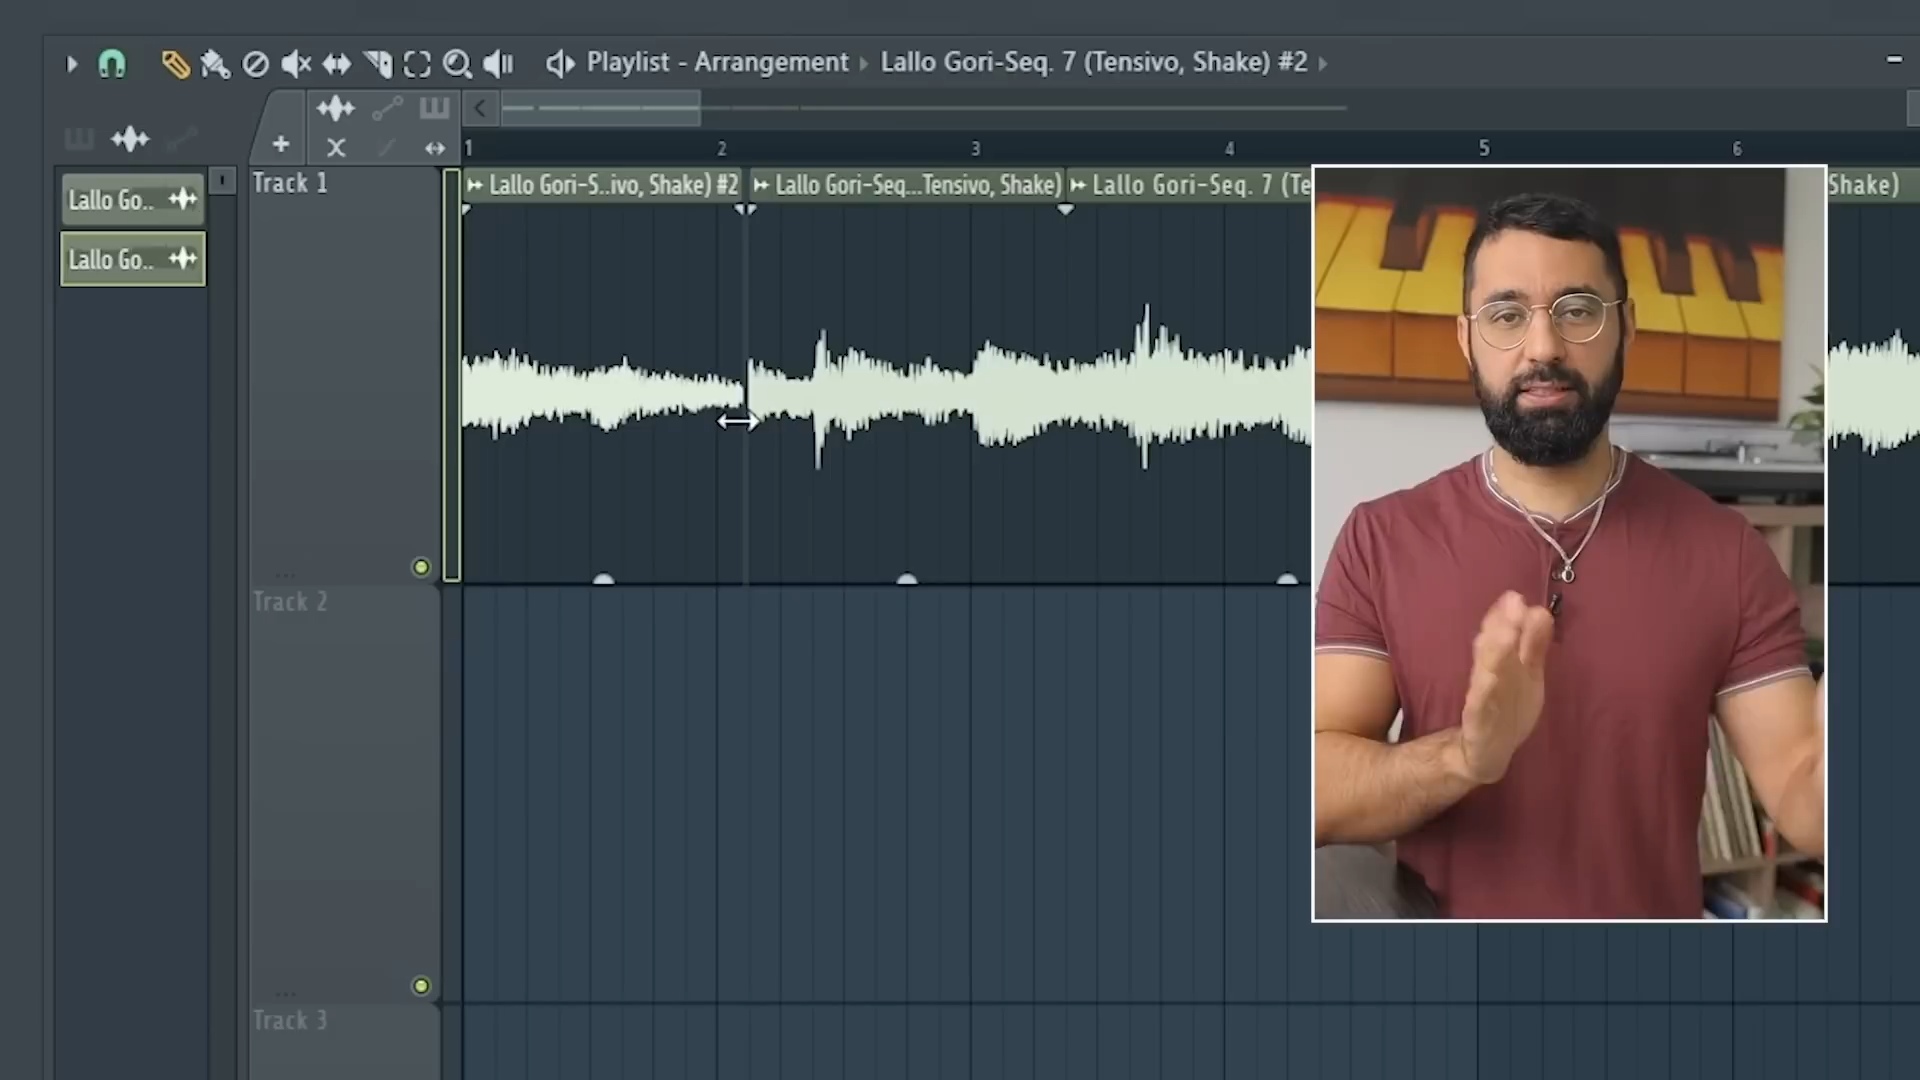 Playlist - Arrangement ▸ Lallo Gori-Seq. 7 (Tensivo, Shake) #2 ▸
1 2 3 4 5 6
Lallo Go..
Lallo Go..
Track 1
Lallo Gori-S..ivo, Shake) #2
Lallo Gori-Seq...Tensivo, Shake)
Lallo Gori-Seq. 7 (Te
Shake)
Track 2
Track 3